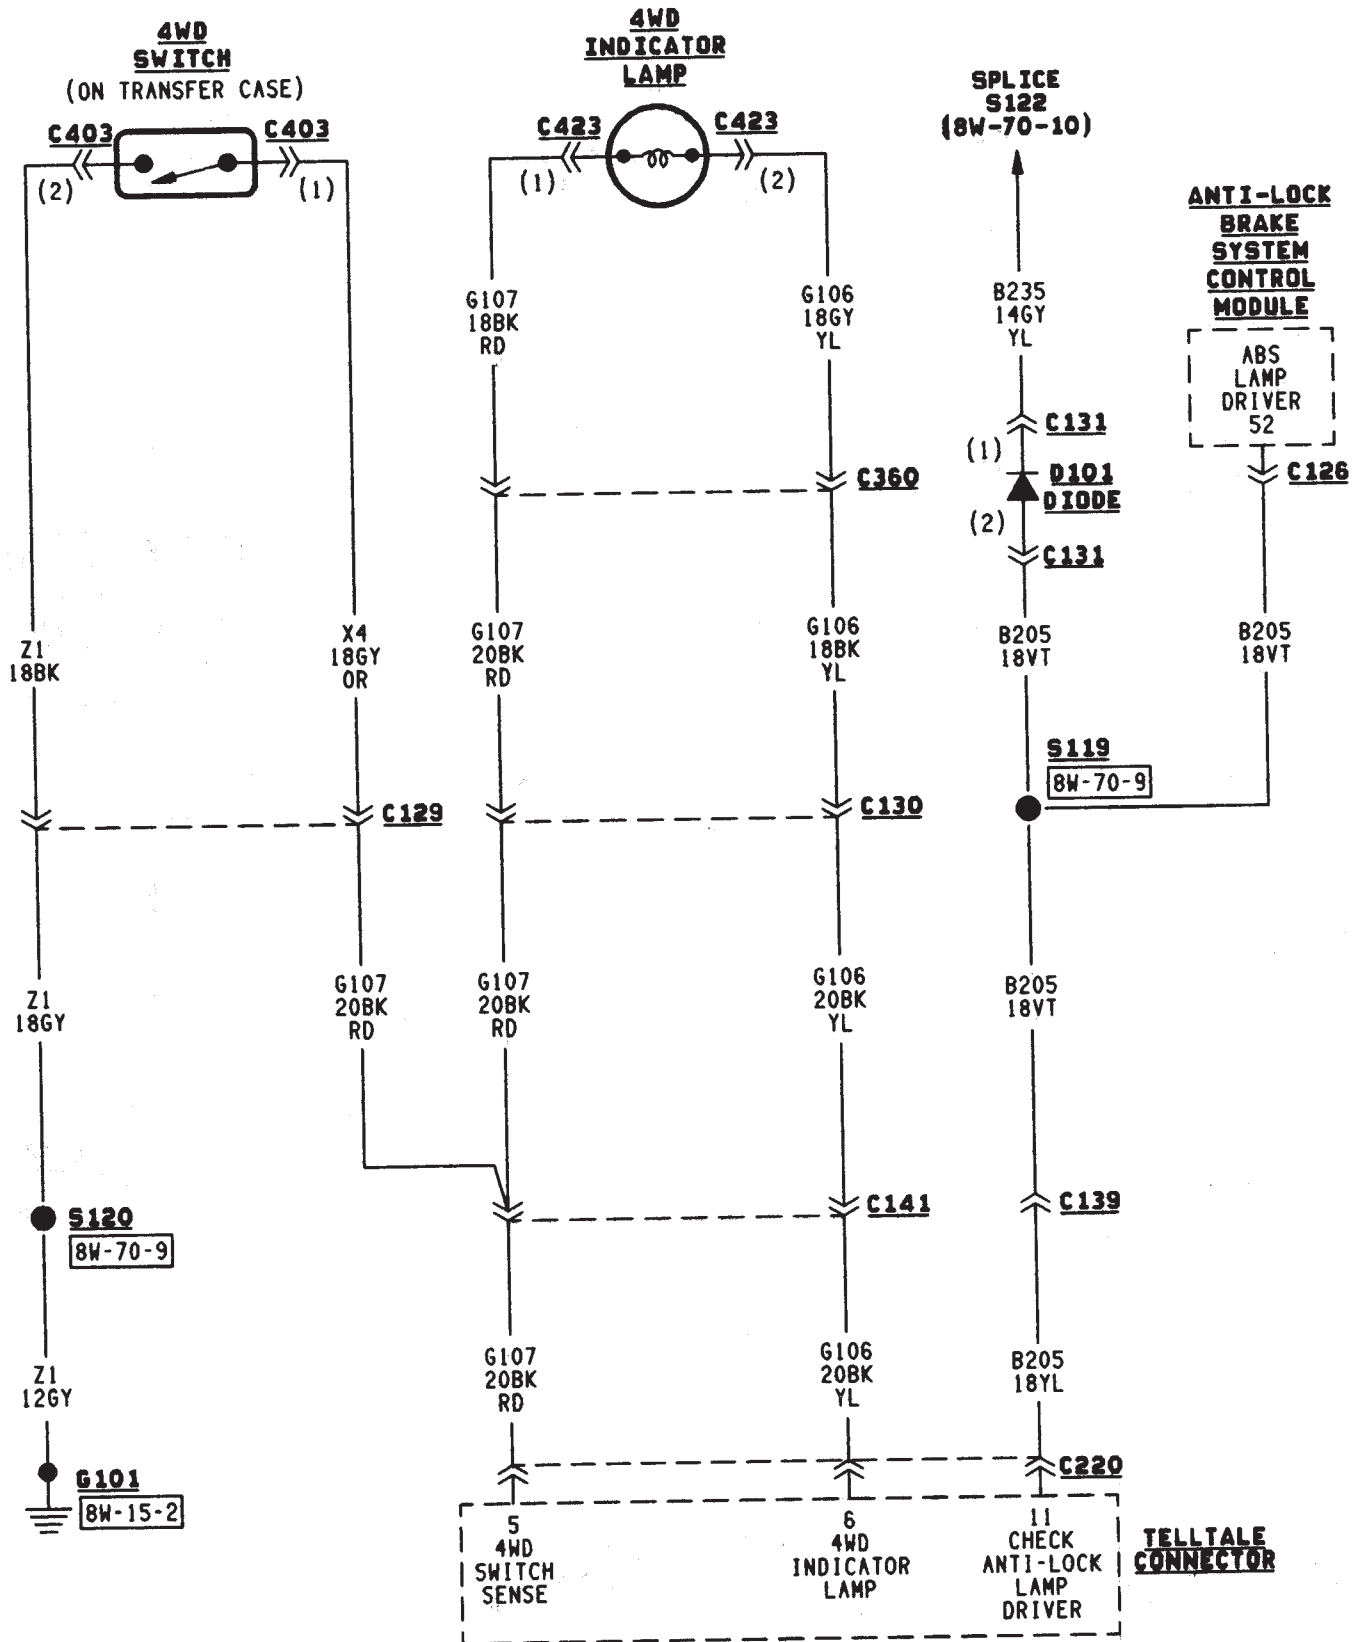 4WD
SWITCH
(ON TRANSFER CASE)
C403
C403
(2)
(1)
4WD
INDICATOR
LAMP
C423
C423
(1)
(2)
SPLICE
S122
(8W-70-10)
ANTI-LOCK
BRAKE
SYSTEM
CONTROL
MODULE
ABS
LAMP
DRIVER
52
G107
18BK
RD
G106
18GY
YL
B235
14GY
YL
C131
(1)
D101
DIODE
(2)
C131
C126
C360
Z1
18BK
X4
18GY
OR
G107
20BK
RD
G106
18BK
YL
B205
18VT
B205
18VT
S119
8W-70-9
C129
C130
Z1
18GY
G107
20BK
RD
G107
20BK
RD
G106
20BK
YL
B205
18VT
S120
8W-70-9
C141
C139
Z1
12GY
G107
20BK
RD
G106
20BK
YL
B205
18YL
G101
8W-15-2
C220
5
4WD
SWITCH
SENSE
6
4WD
INDICATOR
LAMP
11
CHECK
ANTI-LOCK
LAMP
DRIVER
TELLTALE
CONNECTOR